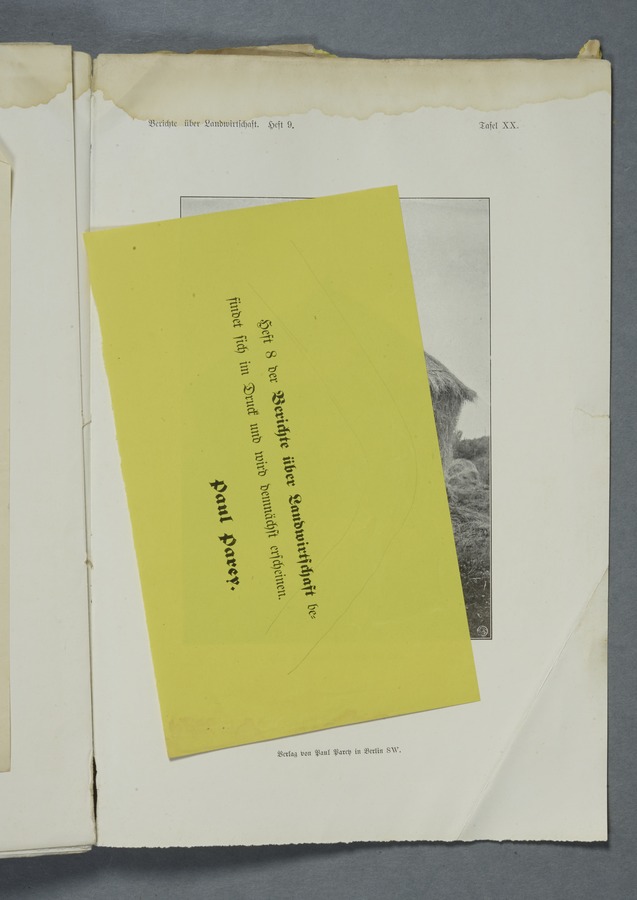 Berichte über Landwirtschaft. Heft 9.
Tafel XX.
Heft 8 der Berichte über Landwirtschaft be-
findet sich im Druck und wird demnächst erscheinen.
Paul Parey.
Verlag von Paul Parey in Berlin SW.